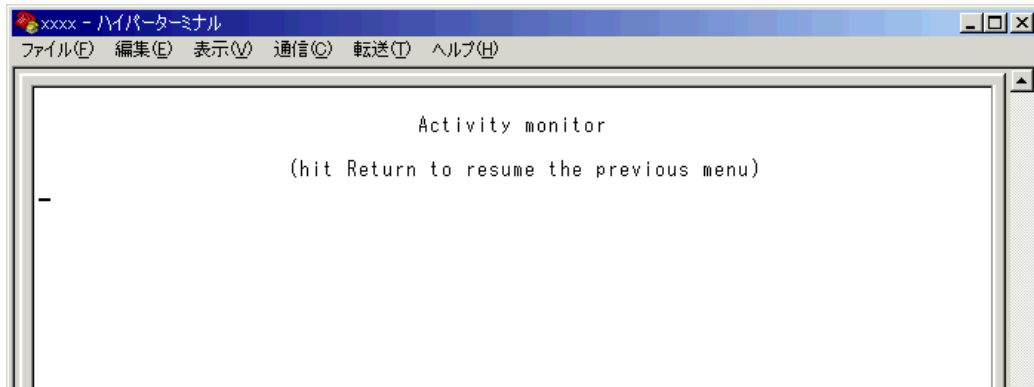 xxxx - ハイパーターミナル
ファイル(F) 編集(E) 表示(V) 通信(C) 転送(T) ヘルプ(H)
Activity monitor
(hit Return to resume the previous menu)